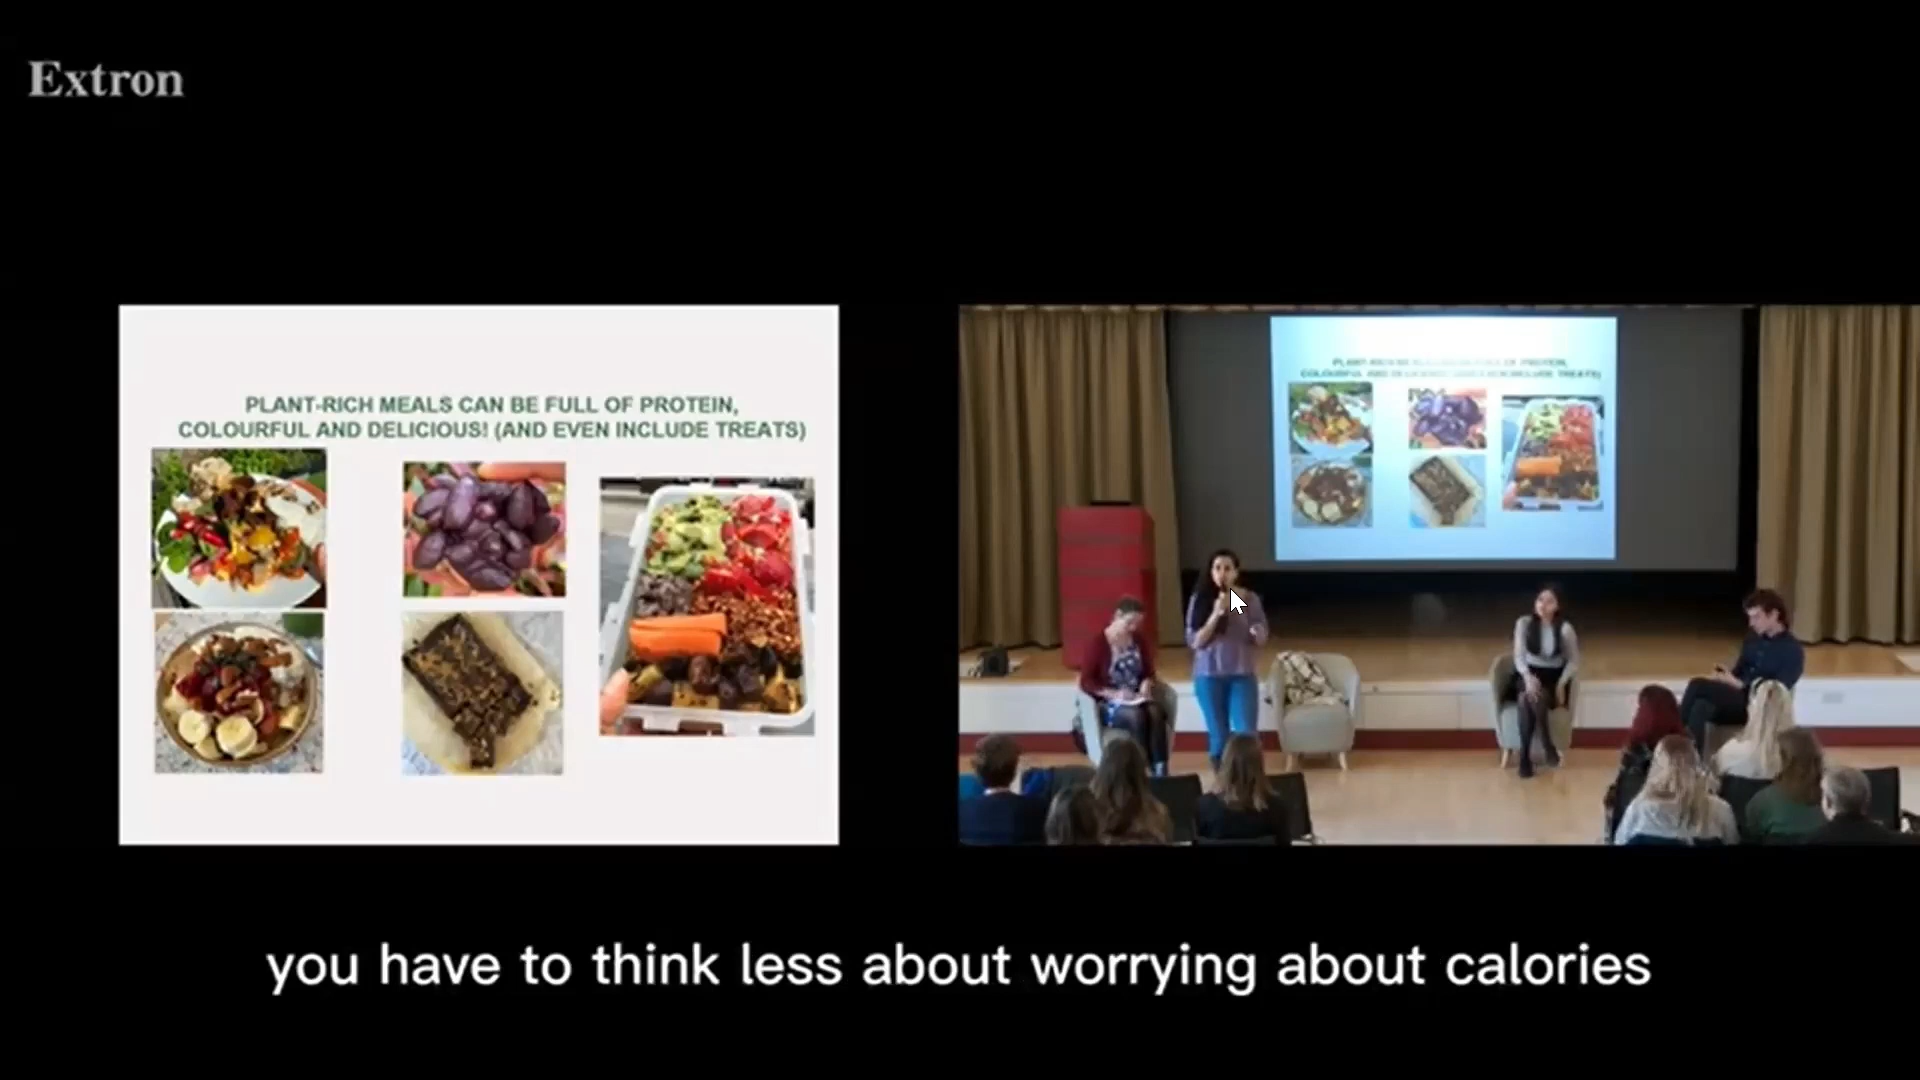 Extron
PLANT-RICH MEALS CAN BE FULL OF PROTEIN,
COLOURFUL AND DELICIOUS! (AND EVEN INCLUDE TREATS)
you have to think less about worrying about calories